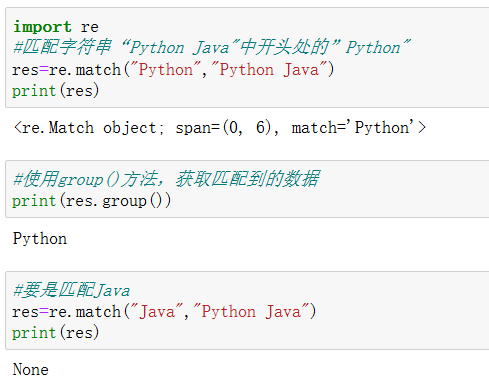 import re
#匹配字符串“Python Java"中开头处的”Python"
res=re.match("Python","Python Java")
print(res)
<re.Match object; span=(0, 6), match='Python'>
#使用group()方法，获取匹配到的数据
print(res.group())
Python
#要是匹配Java
res=re.match("Java","Python Java")
print(res)
None